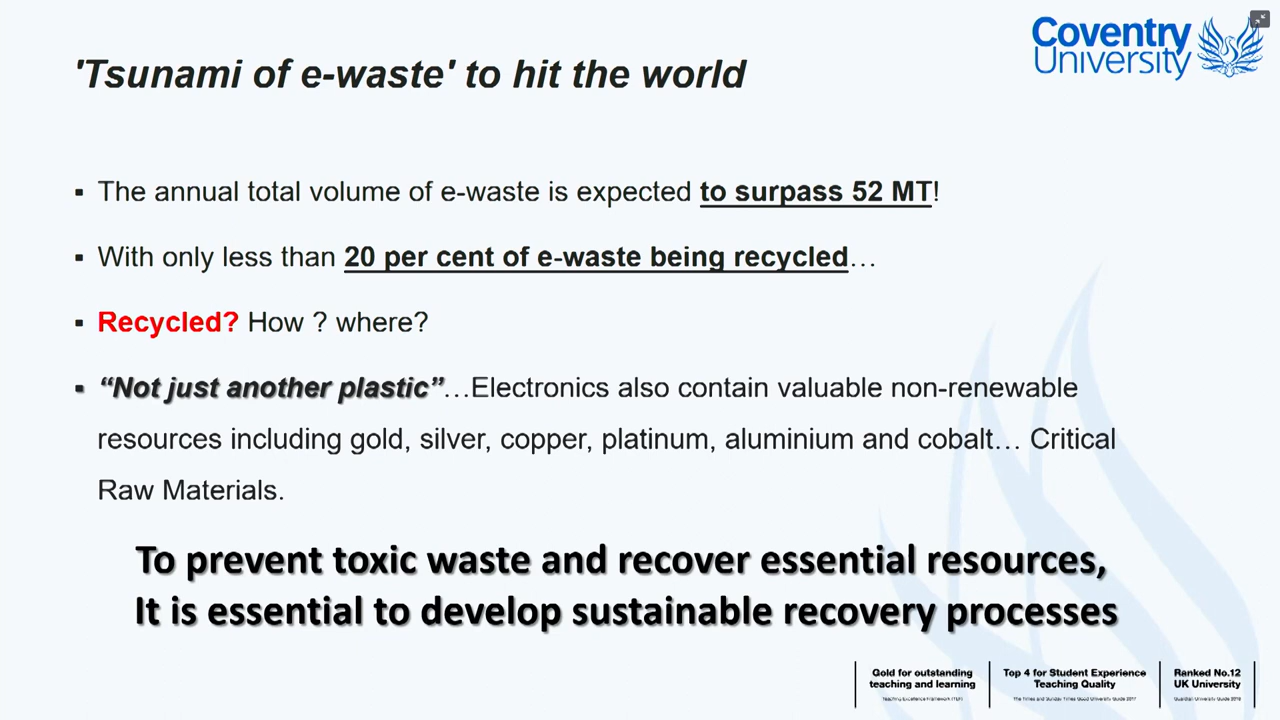 Coventry
University
'Tsunami of e-waste' to hit the world
▪ The annual total volume of e-waste is expected to surpass 52 MT!
▪ With only less than 20 per cent of e-waste being recycled…
▪ Recycled? How ? where?
▪ “Not just another plastic”…Electronics also contain valuable non-renewable
resources including gold, silver, copper, platinum, aluminium and cobalt… Critical
Raw Materials.
To prevent toxic waste and recover essential resources,
It is essential to develop sustainable recovery processes
Gold for outstanding
teaching and learning
Teaching Excellence Framework (TEF)
Top 4 for Student Experience
Teaching Quality
The Times and Sunday Times Good University Guide 2017
Ranked No.12
UK University
Guardian University Guide 2018